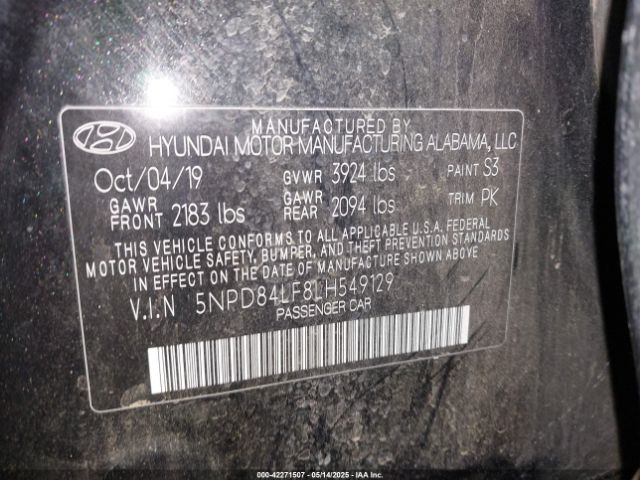 MANUFACTURED BY
HYUNDAI MOTOR MANUFACTURING ALABAMA, LLC
Oct/04/19 GVWR 3924 lbs PAINT S3
GAWR FRONT 2183 lbs GAWR REAR 2094 lbs TRIM PK
THIS VEHICLE CONFORMS TO ALL APPLICABLE U.S.A. FEDERAL
MOTOR VEHICLE SAFETY, BUMPER, AND THEFT PREVENTION STANDARDS
IN EFFECT ON THE DATE OF MANUFACTURE SHOWN ABOVE
V.I.N 5NPD84LF8LH549129
PASSENGER CAR
000-42271507 05/14/2025 IAA Inc.